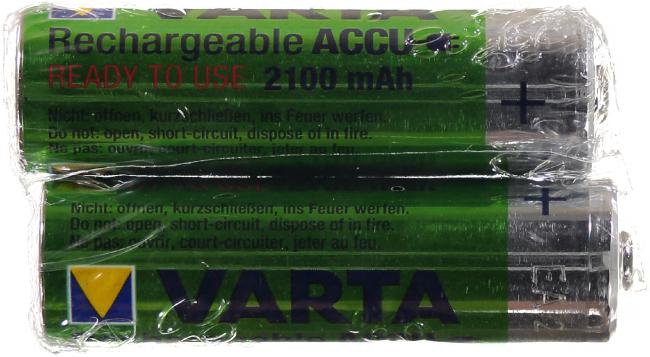 VARTA
Rechargeable ACCU
READY TO USE 2100 mAh
Nicht: öffnen, kurzschließen, ins Feuer werfen.
Do not: open, short-circuit, dispose of in fire.
Ne pas: ouvrir, court-circuiter, jeter au feu.
+
+
Nicht: öffnen, kurzschließen, ins Feuer werfen.
Do not: open, short-circuit, dispose of in fire.
Ne pas: ouvrir, court-circuiter, jeter au feu.
VARTA
Rechargeable ACCU